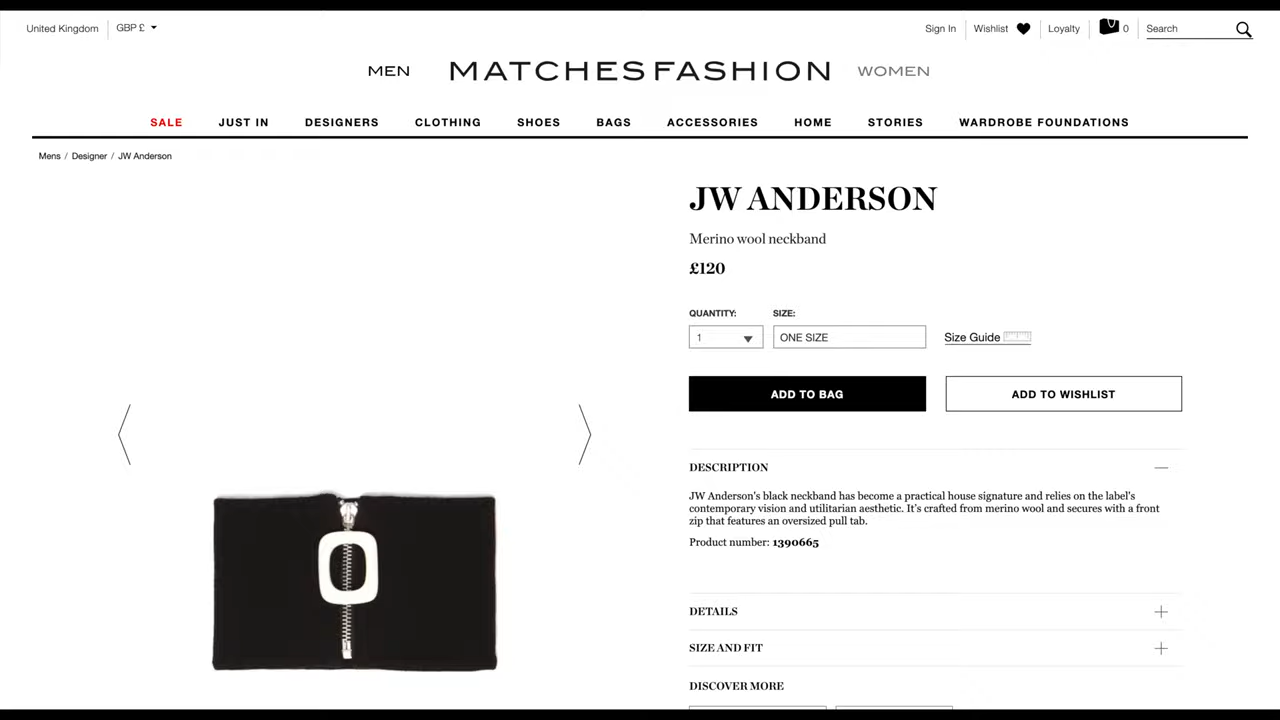 United Kingdom
GBP £
Sign In
Wishlist
Loyalty
0
Search
MEN
MATCHESFASHION
WOMEN
SALE
JUST IN
DESIGNERS
CLOTHING
SHOES
BAGS
ACCESSORIES
HOME
STORIES
WARDROBE FOUNDATIONS
Mens / Designer / JW Anderson
JW ANDERSON
Merino wool neckband
£120
QUANTITY:
SIZE:
1
ONE SIZE
Size Guide
ADD TO BAG
ADD TO WISHLIST
DESCRIPTION
JW Anderson's black neckband has become a practical house signature and relies on the label's
contemporary vision and utilitarian aesthetic. It's crafted from merino wool and secures with a front
zip that features an oversized pull tab.
Product number: 1390665
DETAILS
SIZE AND FIT
DISCOVER MORE